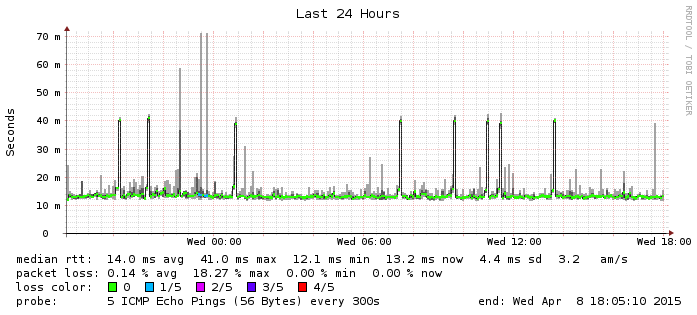 Last 24 Hours
RRDTOOL / TOBI OETIKER
Seconds
70 m
60 m
50 m
40 m
30 m
20 m
10 m
0
Wed 00:00 Wed 06:00 Wed 12:00 Wed 18:00
median rtt: 14.0 ms avg 41.0 ms max 12.1 ms min 13.2 ms now 4.4 ms sd 3.2 am/s
packet loss: 0.14 % avg 18.27 % max 0.00 % min 0.00 % now
loss color: 0 1/5 2/5 3/5 4/5
probe: 5 ICMP Echo Pings (56 Bytes) every 300s end: Wed Apr 8 18:05:10 2015